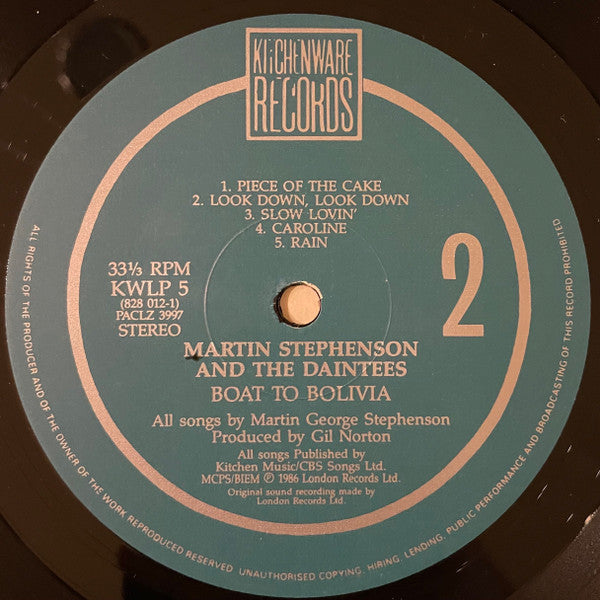 KITCHENWARE
RECORDS
1. PIECE OF THE CAKE
2. LOOK DOWN, LOOK DOWN
3. SLOW LOVIN'
4. CAROLINE
5. RAIN
33⅓ RPM
KWLP 5
(828 012-1)
PACLZ 3997
STEREO
2
MARTIN STEPHENSON
AND THE DAINTEES
BOAT TO BOLIVIA
All songs by Martin George Stephenson
Produced by Gil Norton
All songs Published by
Kitchen Music/CBS Songs Ltd.
MCPS/BIEM ℗ 1986 London Records Ltd.
Original sound recording made by
London Records Ltd.
ALL RIGHTS OF THE PRODUCER AND OF THE OWNER OF THE WORK REPRODUCED RESERVED UNAUTHORISED COPYING, HIRING, LENDING, PUBLIC PERFORMANCE AND BROADCASTING OF THIS RECORD PROHIBITED